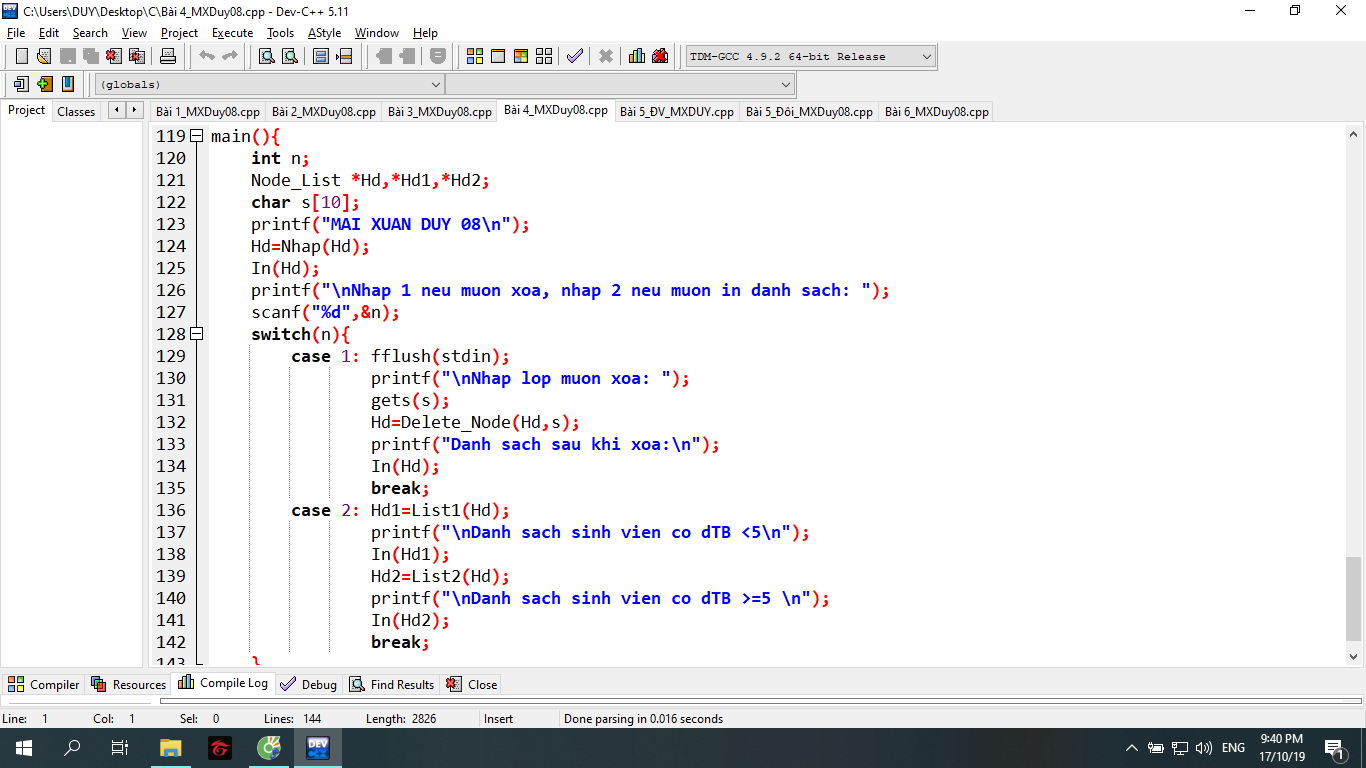 C:\Users\DUY\Desktop\C\Bài 4_MXDuy08.cpp - Dev-C++ 5.11
File Edit Search View Project Execute Tools AStyle Window Help
TDM-GCC 4.9.2 64-bit Release
(globals)
Project Classes Bài 1_MXDuy08.cpp Bài 2_MXDuy08.cpp Bài 3_MXDuy08.cpp Bài 4_MXDuy08.cpp Bài 5_ĐV_MXDUY.cpp Bài 5_Đôi_MXDuy08.cpp Bài 6_MXDuy08.cpp
119 main(){
120 int n;
121 Node_List *Hd,*Hd1,*Hd2;
122 char s[10];
123 printf("MAI XUAN DUY 08\n");
124 Hd=Nhap(Hd);
125 In(Hd);
126 printf("\nNhap 1 neu muon xoa, nhap 2 neu muon in danh sach: ");
127 scanf("%d",&n);
128 switch(n){
129 case 1: fflush(stdin);
130 printf("\nNhap lop muon xoa: ");
131 gets(s);
132 Hd=Delete_Node(Hd,s);
133 printf("Danh sach sau khi xoa:\n");
134 In(Hd);
135 break;
136 case 2: Hd1=List1(Hd);
137 printf("\nDanh sach sinh vien co dTB <5\n");
138 In(Hd1);
139 Hd2=List2(Hd);
140 printf("\nDanh sach sinh vien co dTB >=5 \n");
141 In(Hd2);
142 break;
143 }
Compiler Resources Compile Log Debug Find Results Close
Line: 1 Col: 1 Sel: 0 Lines: 144 Length: 2826 Insert Done parsing in 0.016 seconds
DEV
ENG
9:40 PM
17/10/19
1